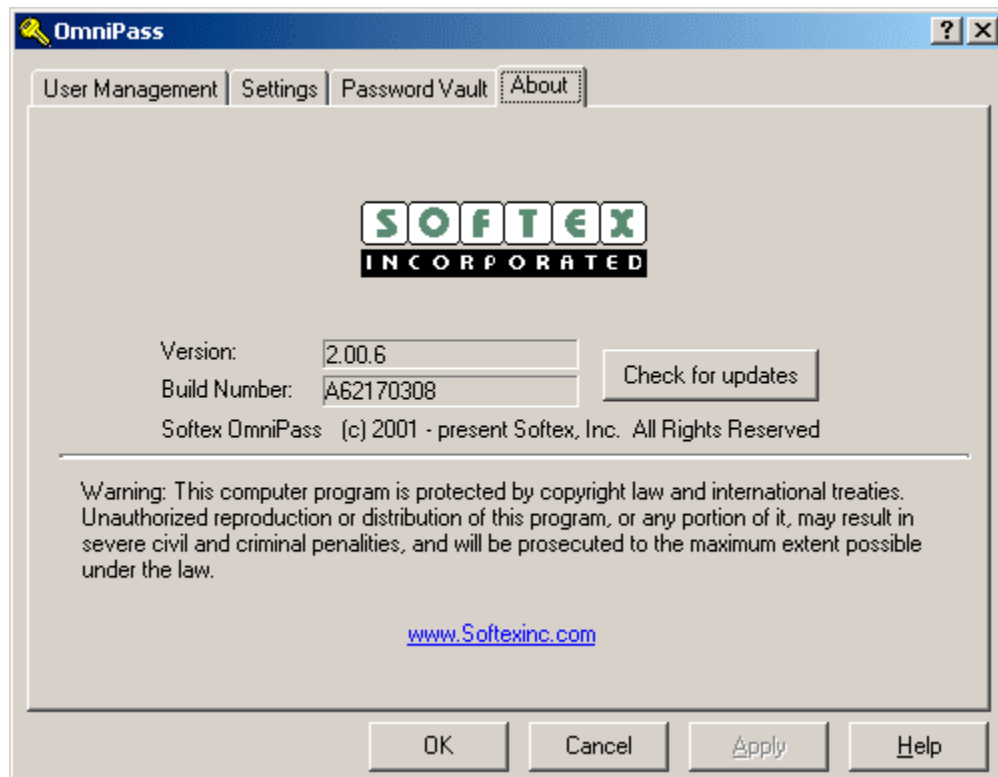 OmniPass
User Management Settings Password Vault About
SOFTEX
INCORPORATED
Version: 2.00.6
Build Number: A62170308
Check for updates
Softex OmniPass (c) 2001 - present Softex, Inc. All Rights Reserved
Warning: This computer program is protected by copyright law and international treaties.
Unauthorized reproduction or distribution of this program, or any portion of it, may result in
severe civil and criminal penalities, and will be prosecuted to the maximum extent possible
under the law.
www.Softexinc.com
OK Cancel Apply Help